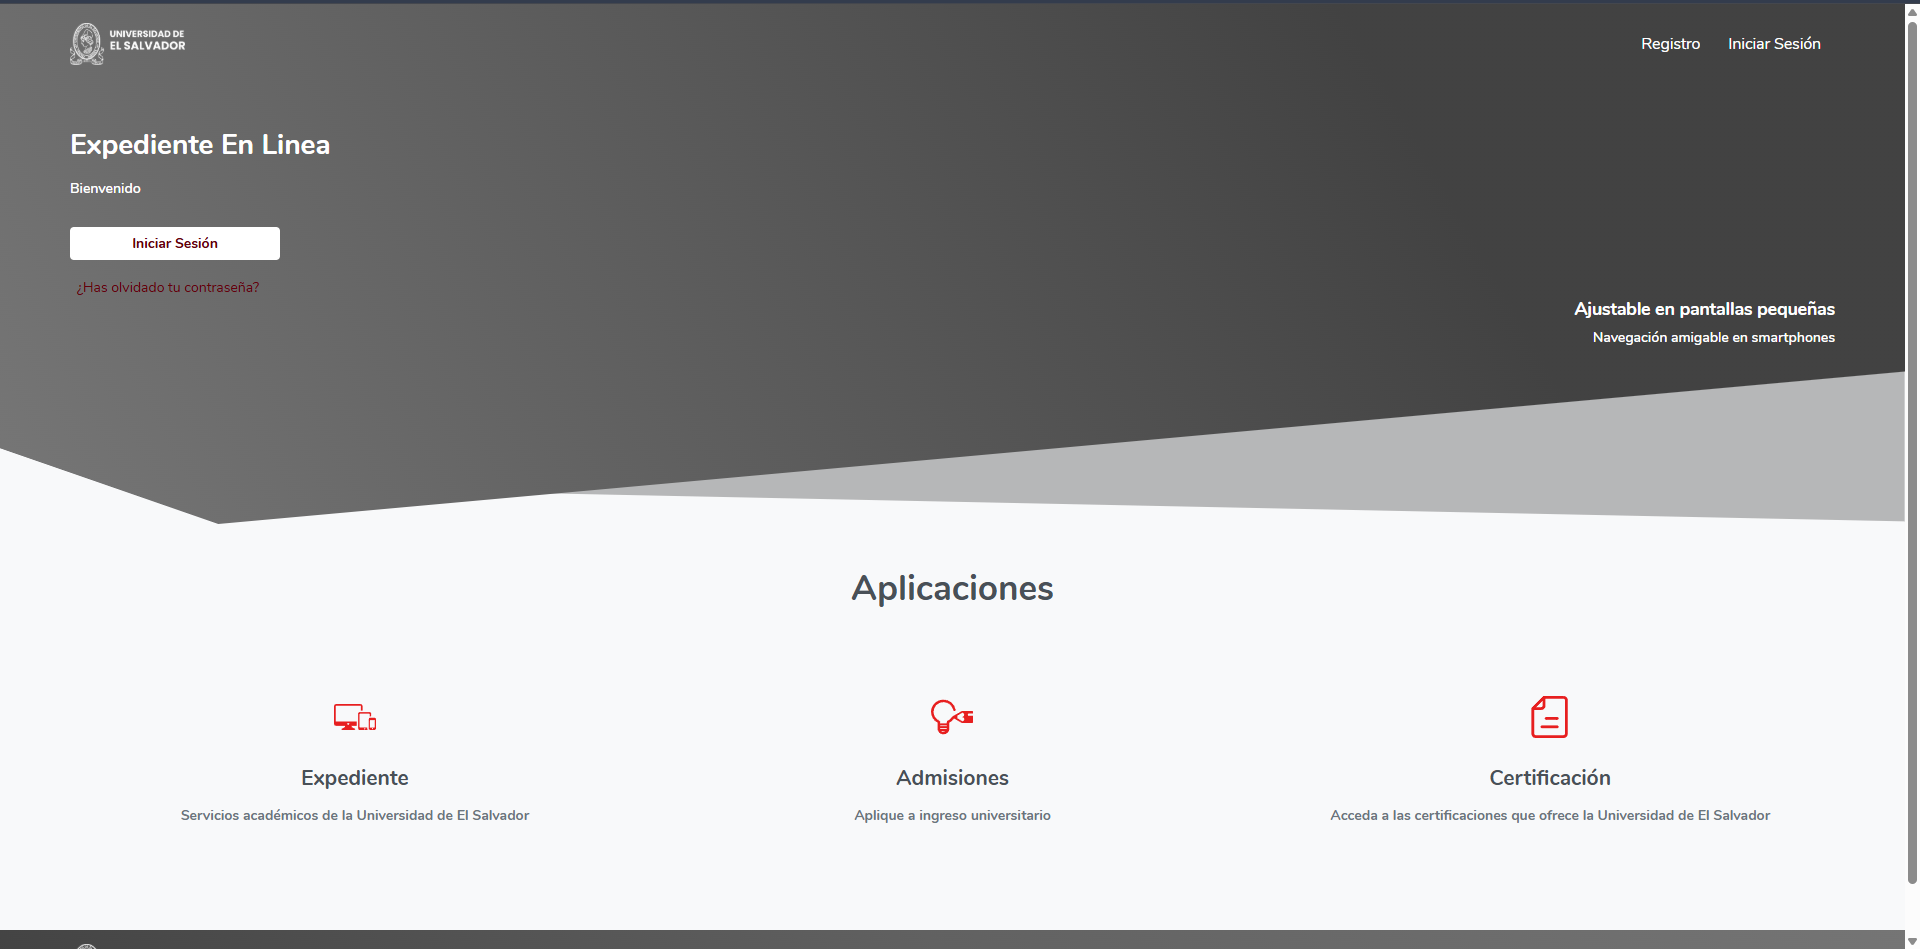 UNIVERSIDAD DE
EL SALVADOR
Registro
Iniciar Sesión
Expediente En Linea
Bienvenido
Iniciar Sesión
¿Has olvidado tu contraseña?
Ajustable en pantallas pequeñas
Navegación amigable en smartphones
Aplicaciones
Expediente
Servicios académicos de la Universidad de El Salvador
Admisiones
Aplique a ingreso universitario
Certificación
Acceda a las certificaciones que ofrece la Universidad de El Salvador